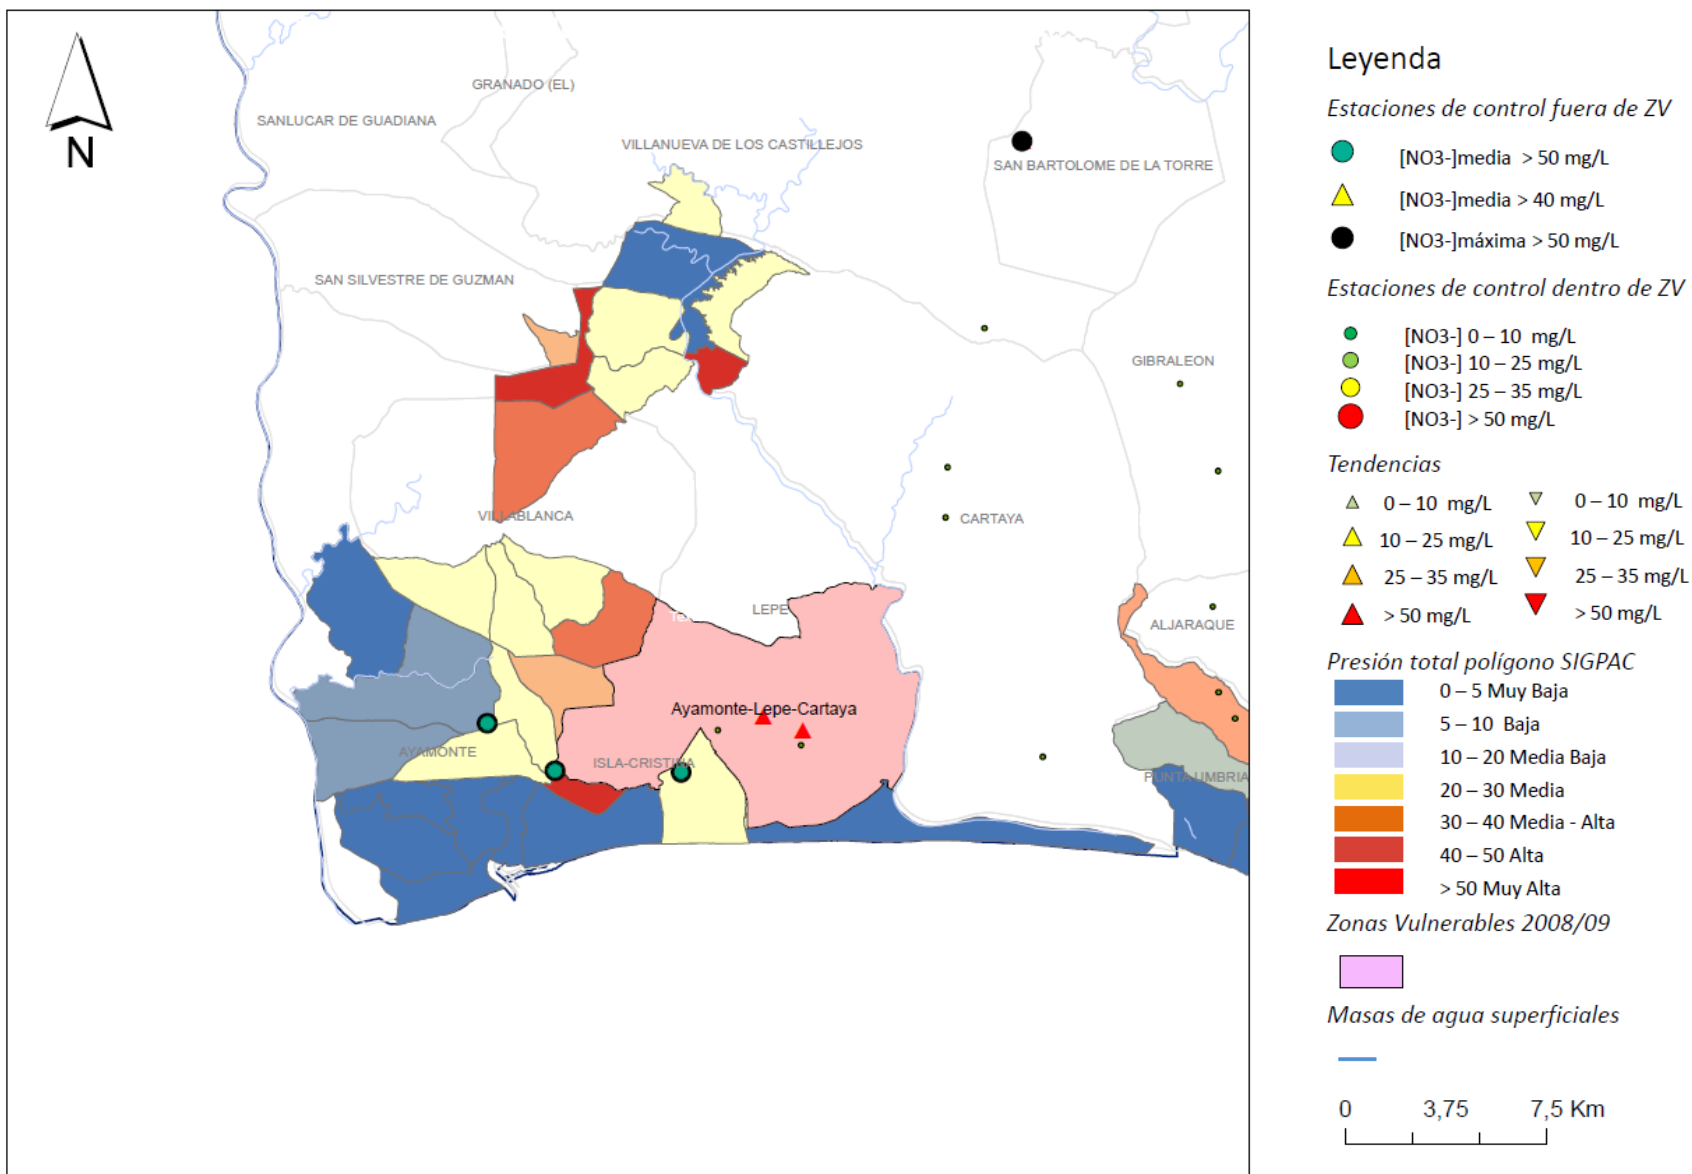 GRANADO (EL)
SANLUCAR DE GUADIANA
VILLANUEVA DE LOS CASTILLEJOS
N
SAN BARTOLOME DE LA TORRE
SAN SILVESTRE DE GUZMAN
GIBRALEON
VILLABLANCA
CARTAYA
LEPE
ALJARAQUE
Ayamonte-Lepe-Cartaya
AYAMONTE
ISLA-CRISTINA
PUNTA UMBRIA
Leyenda
Estaciones de control fuera de ZV
[NO3-]media > 50 mg/L
[NO3-]media > 40 mg/L
[NO3-]máxima > 50 mg/L
Estaciones de control dentro de ZV
[NO3-] 0 – 10 mg/L
[NO3-] 10 – 25 mg/L
[NO3-] 25 – 35 mg/L
[NO3-] > 50 mg/L
Tendencias
0 – 10 mg/L 0 – 10 mg/L
10 – 25 mg/L 10 – 25 mg/L
25 – 35 mg/L 25 – 35 mg/L
> 50 mg/L > 50 mg/L
Presión total polígono SIGPAC
0 – 5 Muy Baja
5 – 10 Baja
10 – 20 Media Baja
20 – 30 Media
30 – 40 Media - Alta
40 – 50 Alta
> 50 Muy Alta
Zonas Vulnerables 2008/09
Masas de agua superficiales
0 3,75 7,5 Km